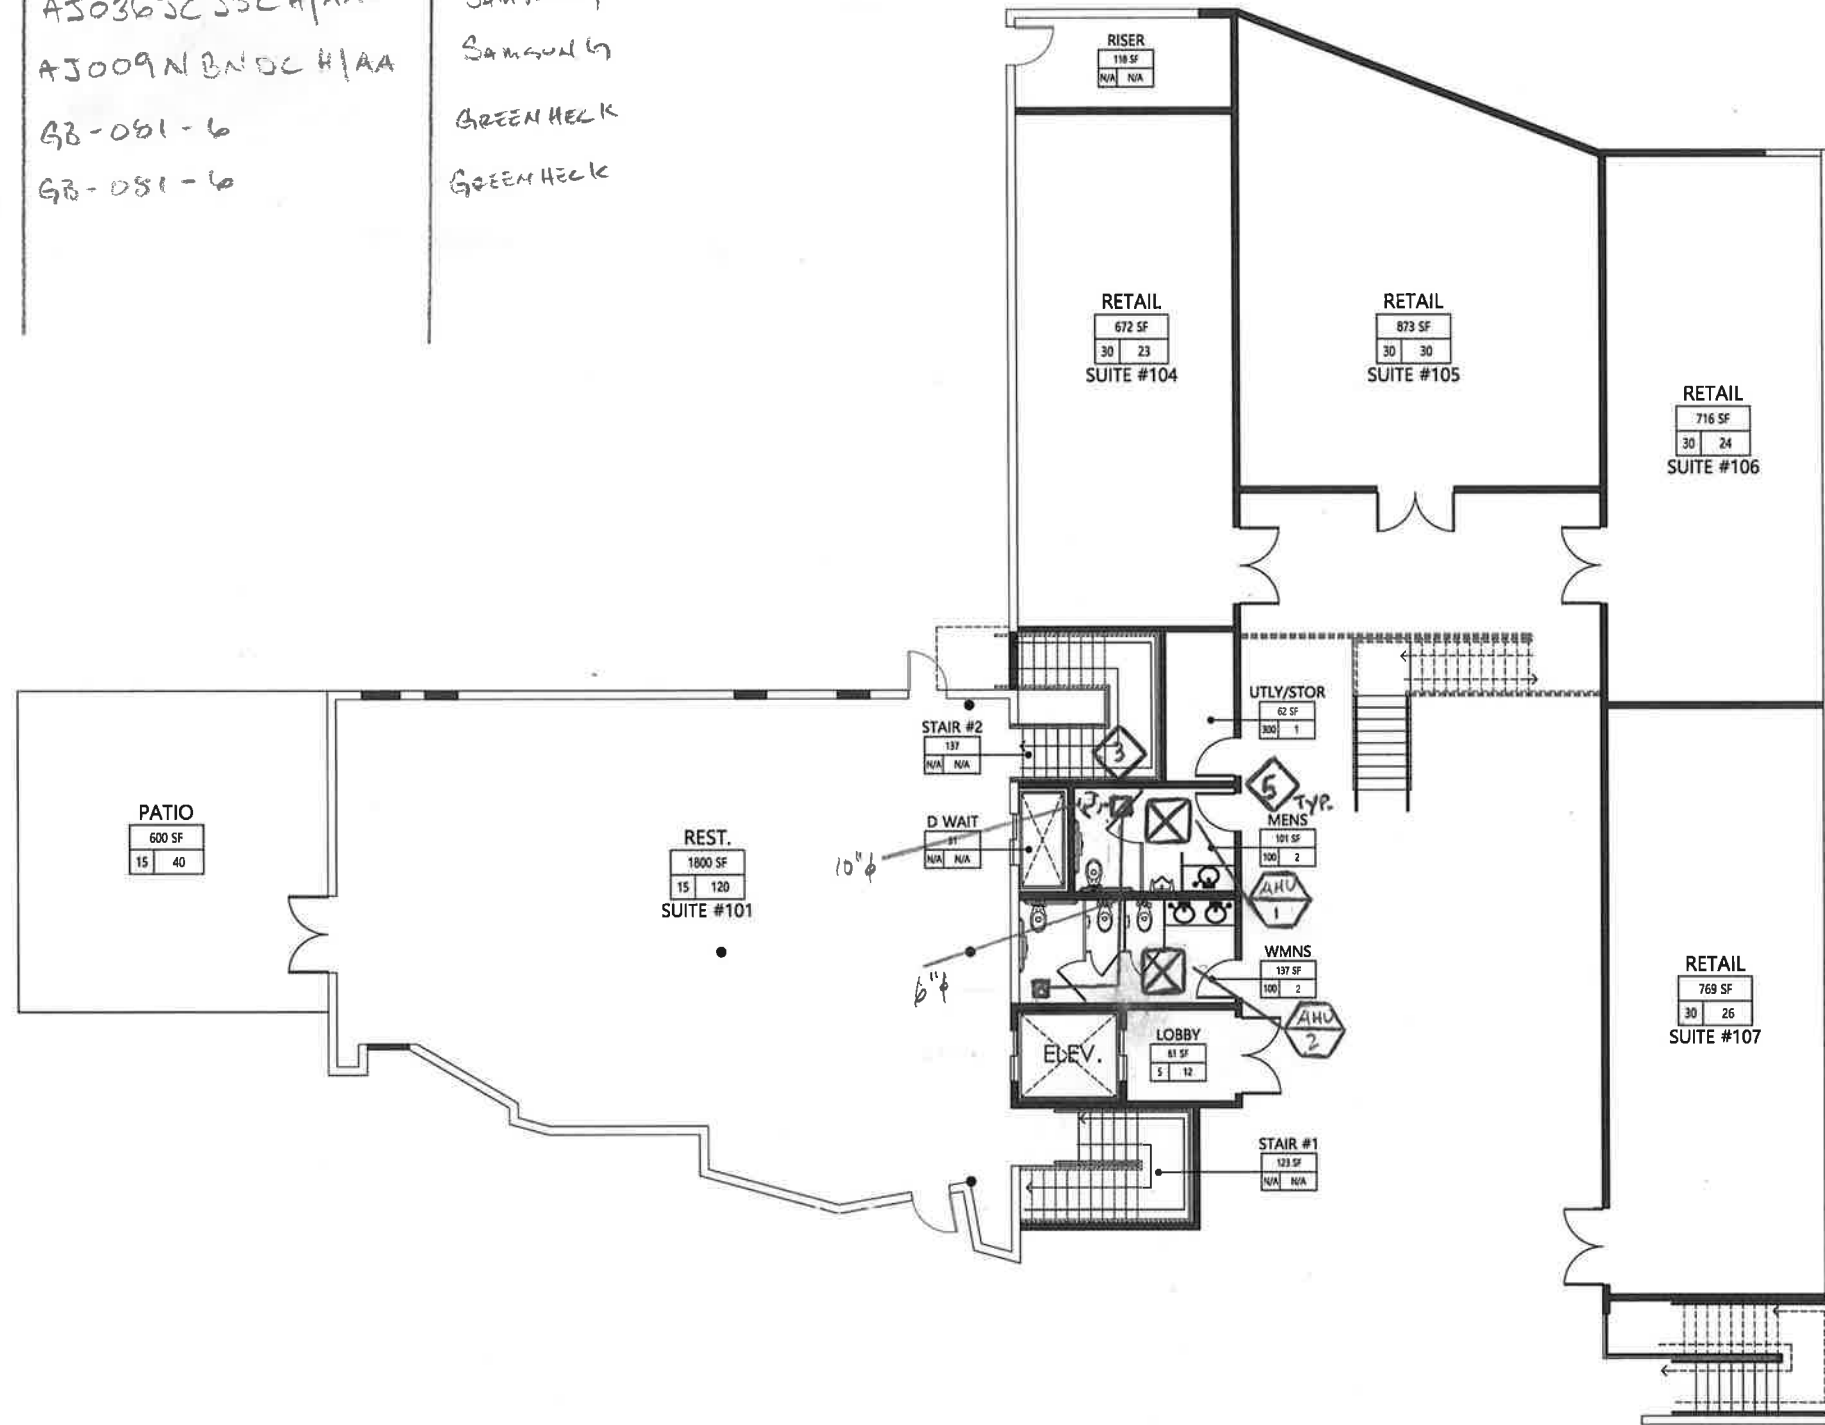 AJ009NBNDCH/AA
SAMSUNG
GB-081-6
GREENHECK
GB-081-6
GREENHECK
RISER
118 SF
N/A N/A
RETAIL
672 SF
30 23
SUITE #104
RETAIL
873 SF
30 30
SUITE #105
RETAIL
716 SF
30 24
SUITE #106
UTLY/STOR
62 SF
300 1
STAIR #2
137
N/A N/A
3
5
TYP.
MENS
101 SF
100 2
D WAIT
N/A N/A
10"ϕ
AHU
1
PATIO
600 SF
15 40
REST.
1800 SF
15 120
SUITE #101
6"ϕ
WMNS
137 SF
100 2
AHU
2
RETAIL
769 SF
30 26
SUITE #107
ELEV.
LOBBY
61 SF
5 12
STAIR #1
123 SF
N/A N/A